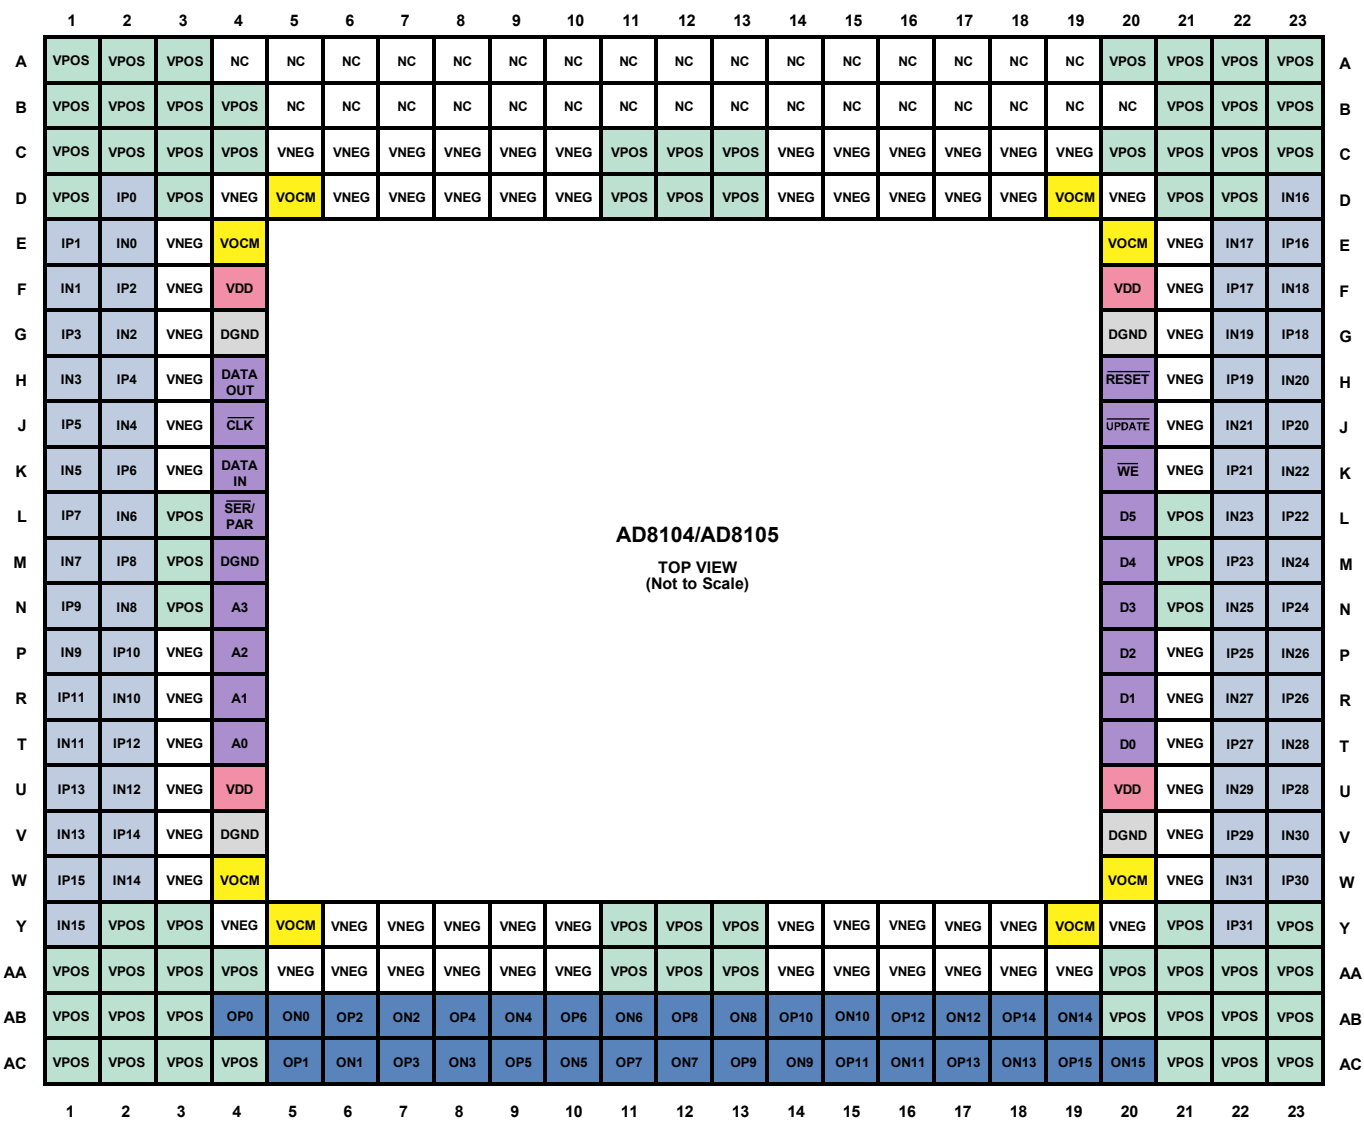 1 2 3 4 5 6 7 8 9 10 11 12 13 14 15 16 17 18 19 20 21 22 23
A VPOS VPOS VPOS NC NC NC NC NC NC NC NC NC NC NC NC NC NC NC NC VPOS VPOS VPOS VPOS A
B VPOS VPOS VPOS VPOS NC NC NC NC NC NC NC NC NC NC NC NC NC NC NC NC VPOS VPOS VPOS B
C VPOS VPOS VPOS VPOS VNEG VNEG VNEG VNEG VNEG VNEG VPOS VPOS VPOS VNEG VNEG VNEG VNEG VNEG VNEG VPOS VPOS VPOS VPOS C
D VPOS IP0 VPOS VNEG VOCM VNEG VNEG VNEG VNEG VNEG VPOS VPOS VPOS VNEG VNEG VNEG VNEG VNEG VOCM VNEG VPOS VPOS IN16 D
E IP1 IN0 VNEG VOCM VOCM VNEG IN17 IP16 E
F IN1 IP2 VNEG VDD VDD VNEG IP17 IN18 F
G IP3 IN2 VNEG DGND DGND VNEG IN19 IP18 G
H IN3 IP4 VNEG DATA OUT RESET VNEG IP19 IN20 H
J IP5 IN4 VNEG CLK UPDATE VNEG IN21 IP20 J
K IN5 IP6 VNEG DATA IN WE VNEG IP21 IN22 K
L IP7 IN6 VPOS SER/ PAR D5 VPOS IN23 IP22 L
AD8104/AD8105
M IN7 IP8 VPOS DGND D4 VPOS IP23 IN24 M
TOP VIEW
(Not to Scale)
N IP9 IN8 VPOS A3 D3 VPOS IN25 IP24 N
P IN9 IP10 VNEG A2 D2 VNEG IP25 IN26 P
R IP11 IN10 VNEG A1 D1 VNEG IN27 IP26 R
T IN11 IP12 VNEG A0 D0 VNEG IP27 IN28 T
U IP13 IN12 VNEG VDD VDD VNEG IN29 IP28 U
V IN13 IP14 VNEG DGND DGND VNEG IP29 IN30 V
W IP15 IN14 VNEG VOCM VOCM VNEG IN31 IP30 W
Y IN15 VPOS VPOS VNEG VOCM VNEG VNEG VNEG VNEG VNEG VPOS VPOS VPOS VNEG VNEG VNEG VNEG VNEG VOCM VNEG VPOS IP31 VPOS Y
AA VPOS VPOS VPOS VPOS VNEG VNEG VNEG VNEG VNEG VNEG VPOS VPOS VPOS VNEG VNEG VNEG VNEG VNEG VNEG VPOS VPOS VPOS VPOS AA
AB VPOS VPOS VPOS OP0 ON0 OP2 ON2 OP4 ON4 OP6 ON6 OP8 ON8 OP10 ON10 OP12 ON12 OP14 ON14 VPOS VPOS VPOS VPOS AB
AC VPOS VPOS VPOS VPOS OP1 ON1 OP3 ON3 OP5 ON5 OP7 ON7 OP9 ON9 OP11 ON11 OP13 ON13 OP15 ON15 VPOS VPOS VPOS AC
1 2 3 4 5 6 7 8 9 10 11 12 13 14 15 16 17 18 19 20 21 22 23